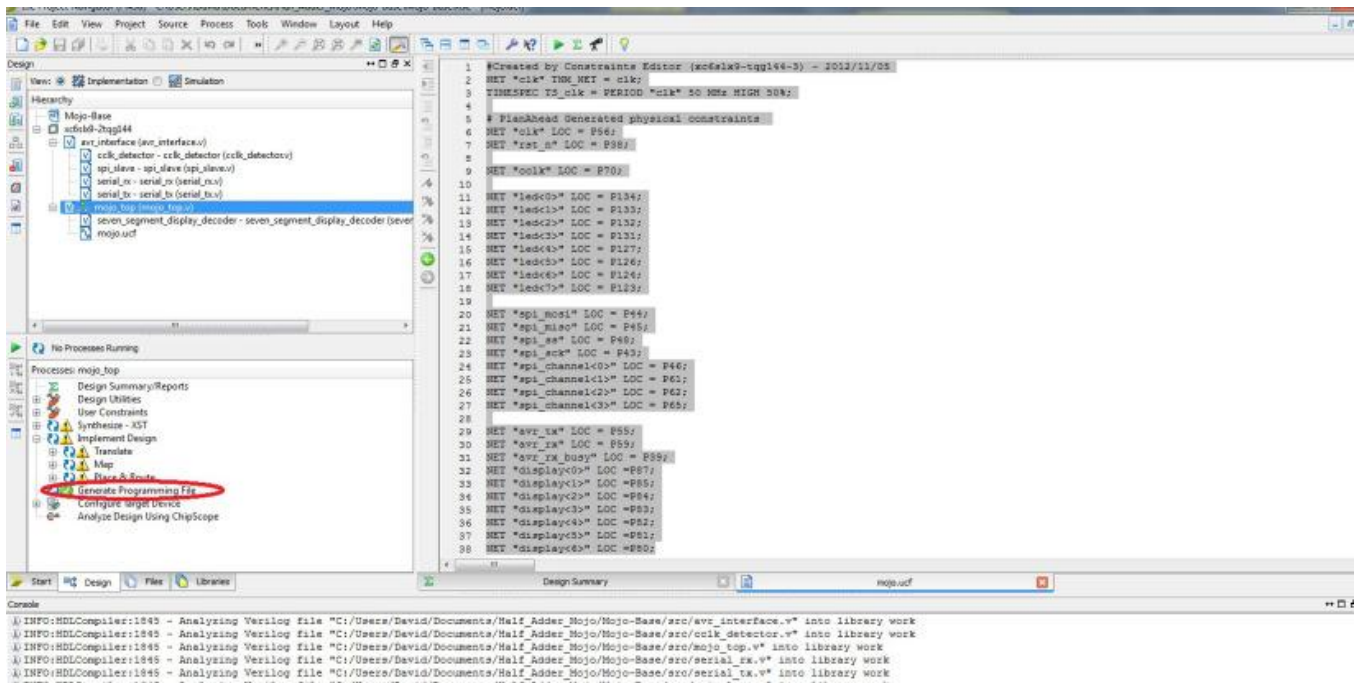 File Edit View Project Source Process Tools Window Layout Help
Design
View: Implementation Simulation
Hierarchy
Mojo-Base
xc6slx9-2tqg144
avr_interface (avr_interface.v)
cclk_detector - cclk_detector (cclk_detector.v)
spi_slave - spi_slave (spi_slave.v)
serial_rx - serial_rx (serial_rx.v)
serial_tx - serial_tx (serial_tx.v)
mojo_top (mojo_top.v)
seven_segment_display_decoder - seven_segment_display_decoder (seve
mojo.ucf
No Processes Running
Processes: mojo_top
Design Summary/Reports
Design Utilities
User Constraints
Synthesize - XST
Implement Design
Translate
Map
Place & Route
Generate Programming File
Configure Target Device
Analyze Design Using ChipScope
Start Design Files Libraries
1 #Created by Constraints Editor (xc6slx9-tqg144-3) - 2012/11/05
2 NET "clk" TNM_NET = clk;
3 TIMESPEC TS_clk = PERIOD "clk" 50 MHz HIGH 50%;
4
5 # PlanAhead Generated physical constraints
6 NET "clk" LOC = P56;
7 NET "rst_n" LOC = P38;
8
9 NET "cclk" LOC = P70;
10
11 NET "led<0>" LOC = P134;
12 NET "led<1>" LOC = P133;
13 NET "led<2>" LOC = P132;
14 NET "led<3>" LOC = P131;
15 NET "led<4>" LOC = P127;
16 NET "led<5>" LOC = P126;
17 NET "led<6>" LOC = P124;
18 NET "led<7>" LOC = P123;
19
20 NET "spi_mosi" LOC = P44;
21 NET "spi_miso" LOC = P45;
22 NET "spi_ss" LOC = P48;
23 NET "spi_sck" LOC = P43;
24 NET "spi_channel<0>" LOC = P46;
25 NET "spi_channel<1>" LOC = P61;
26 NET "spi_channel<2>" LOC = P62;
27 NET "spi_channel<3>" LOC = P65;
28
29 NET "avr_tx" LOC = P55;
30 NET "avr_rx" LOC = P59;
31 NET "avr_rx_busy" LOC = P39;
32 NET "display<0>" LOC =P87;
33 NET "display<1>" LOC =P85;
34 NET "display<2>" LOC =P84;
35 NET "display<3>" LOC =P83;
36 NET "display<4>" LOC =P82;
37 NET "display<5>" LOC =P81;
38 NET "display<6>" LOC =P80;
Design Summary mojo.ucf
Console
INFO:HDLCompiler:1845 - Analyzing Verilog file "C:/Users/David/Documents/Half_Adder_Mojo/Mojo-Base/src/avr_interface.v" into library work
INFO:HDLCompiler:1845 - Analyzing Verilog file "C:/Users/David/Documents/Half_Adder_Mojo/Mojo-Base/src/cclk_detector.v" into library work
INFO:HDLCompiler:1845 - Analyzing Verilog file "C:/Users/David/Documents/Half_Adder_Mojo/Mojo-Base/src/mojo_top.v" into library work
INFO:HDLCompiler:1845 - Analyzing Verilog file "C:/Users/David/Documents/Half_Adder_Mojo/Mojo-Base/src/serial_rx.v" into library work
INFO:HDLCompiler:1845 - Analyzing Verilog file "C:/Users/David/Documents/Half_Adder_Mojo/Mojo-Base/src/serial_tx.v" into library work